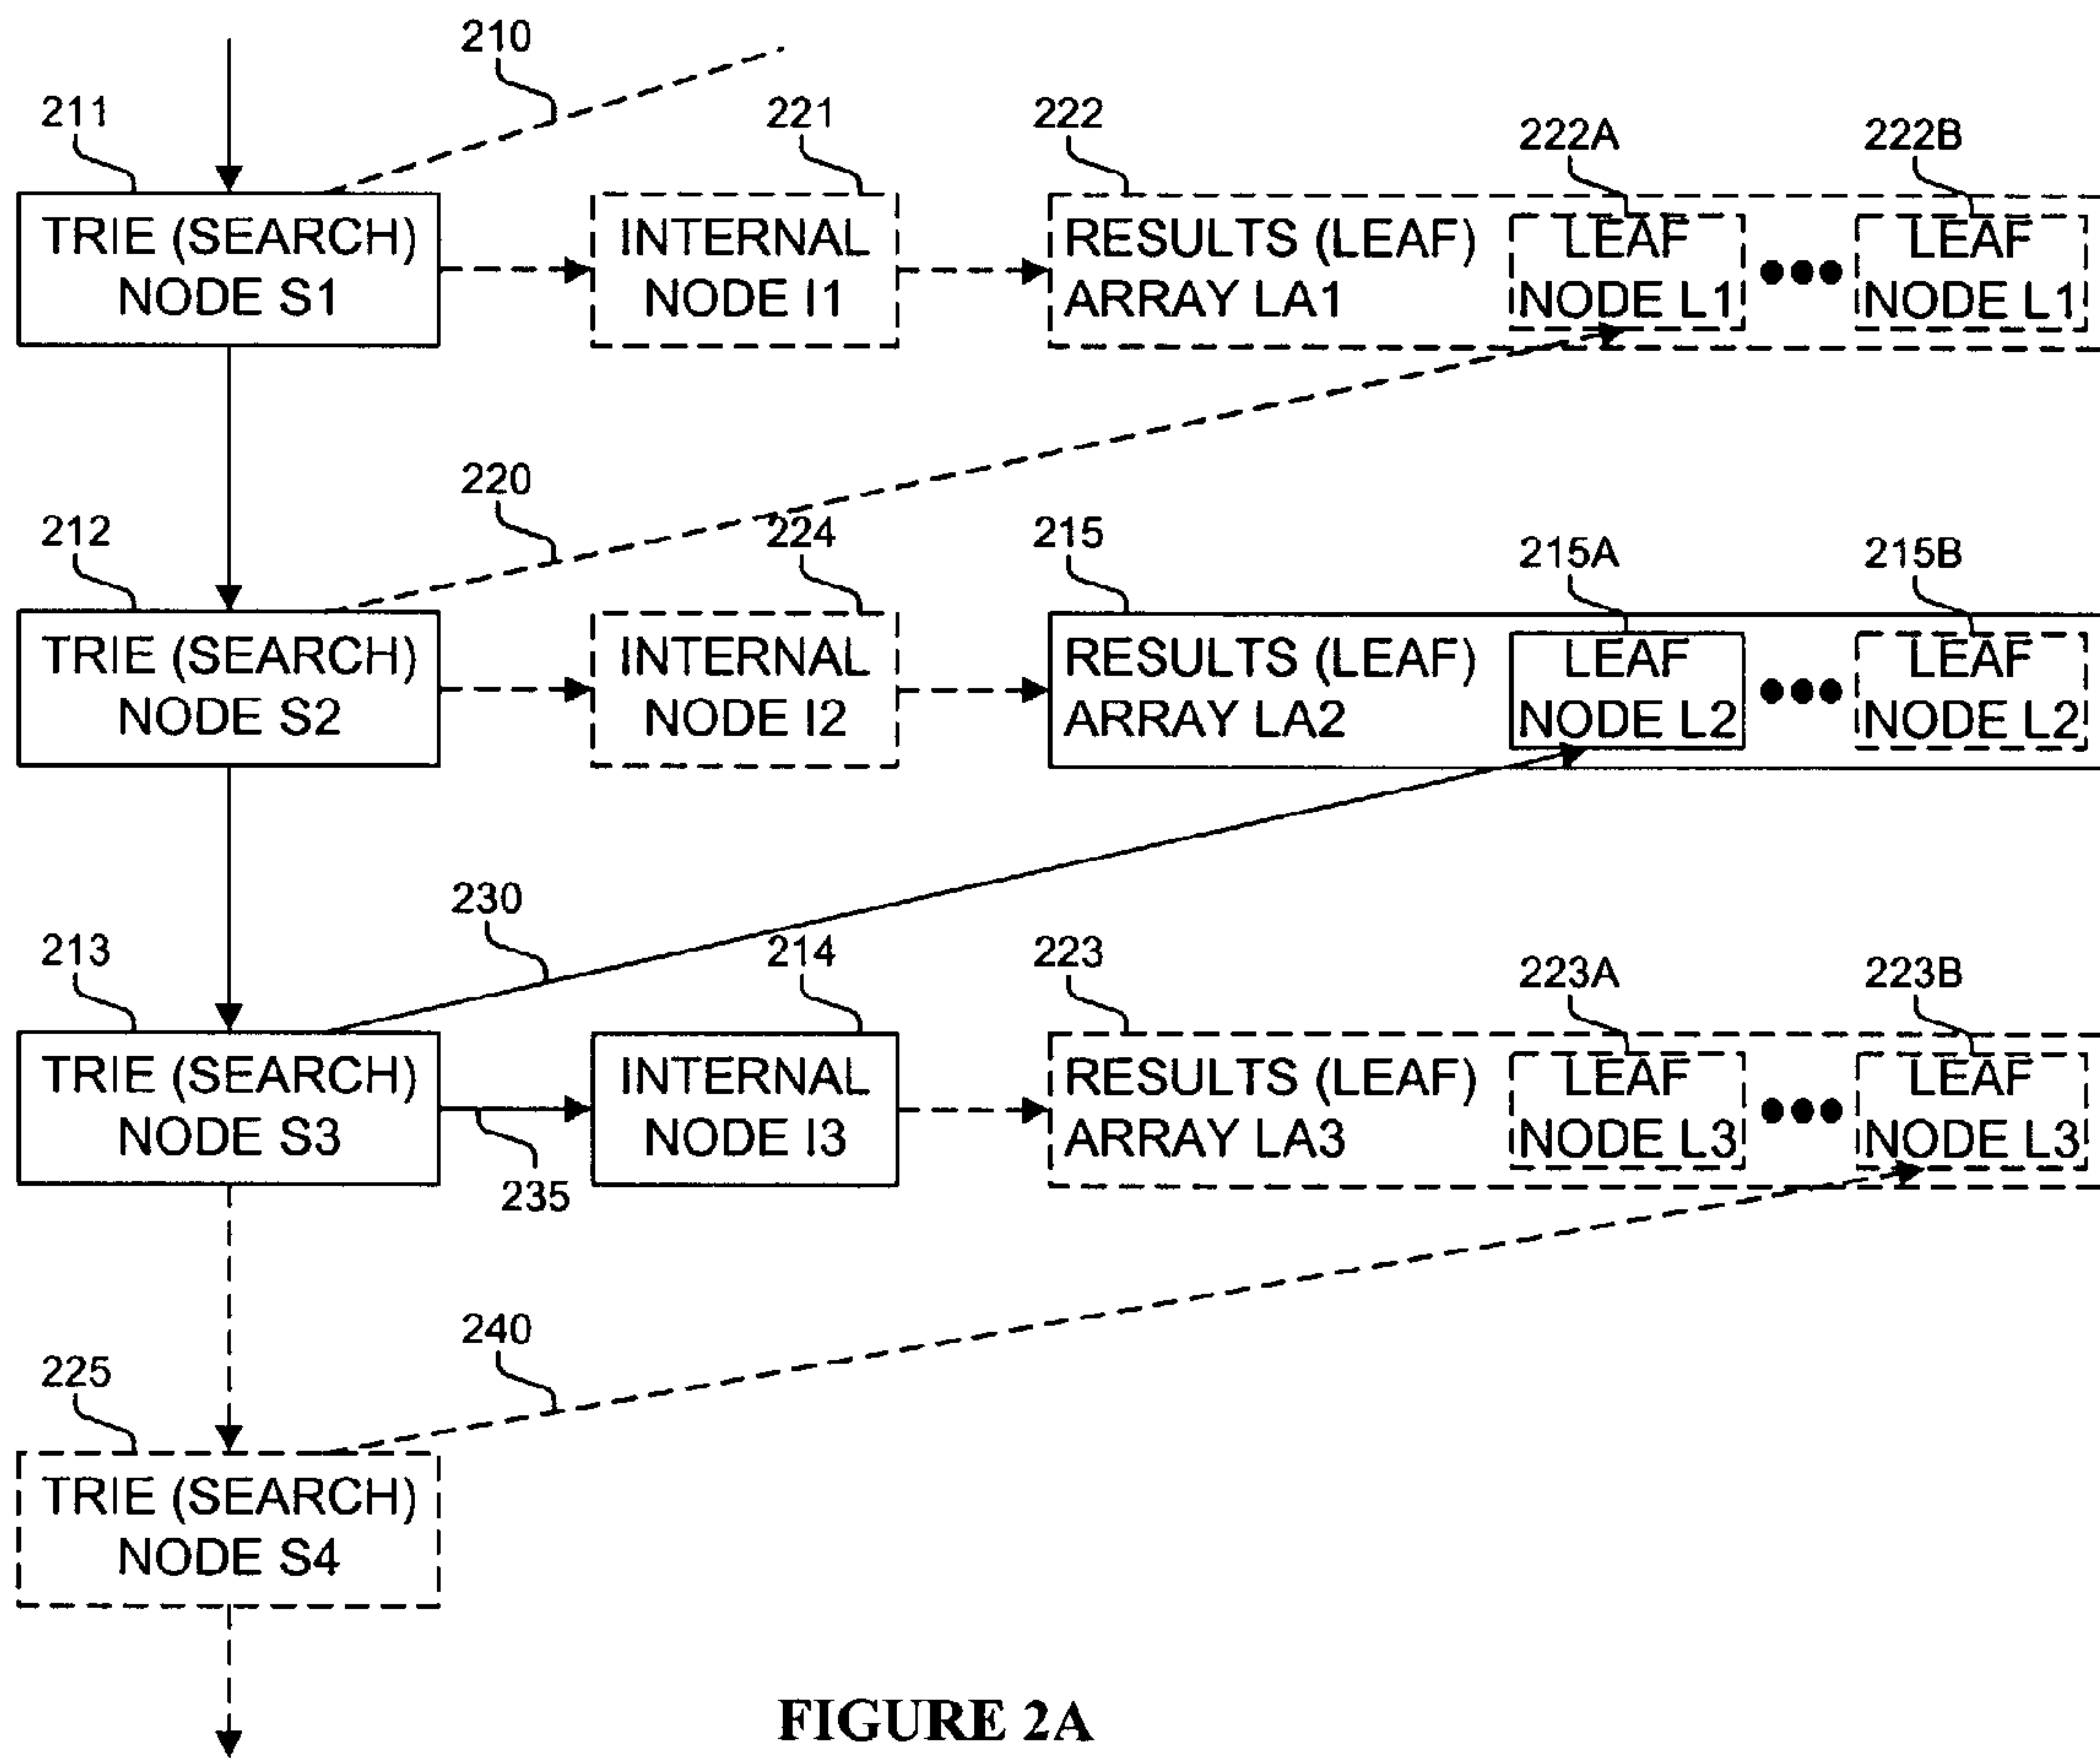 210
211
221
222
222A
222B
TRIE (SEARCH)
NODE S1
INTERNAL
NODE I1
RESULTS (LEAF)
ARRAY LA1
LEAF
NODE L1
LEAF
NODE L1
220
212
224
215
215A
215B
TRIE (SEARCH)
NODE S2
INTERNAL
NODE I2
RESULTS (LEAF)
ARRAY LA2
LEAF
NODE L2
LEAF
NODE L2
230
213
214
223
223A
223B
TRIE (SEARCH)
NODE S3
235
INTERNAL
NODE I3
RESULTS (LEAF)
ARRAY LA3
LEAF
NODE L3
LEAF
NODE L3
240
225
TRIE (SEARCH)
NODE S4
FIGURE 2A